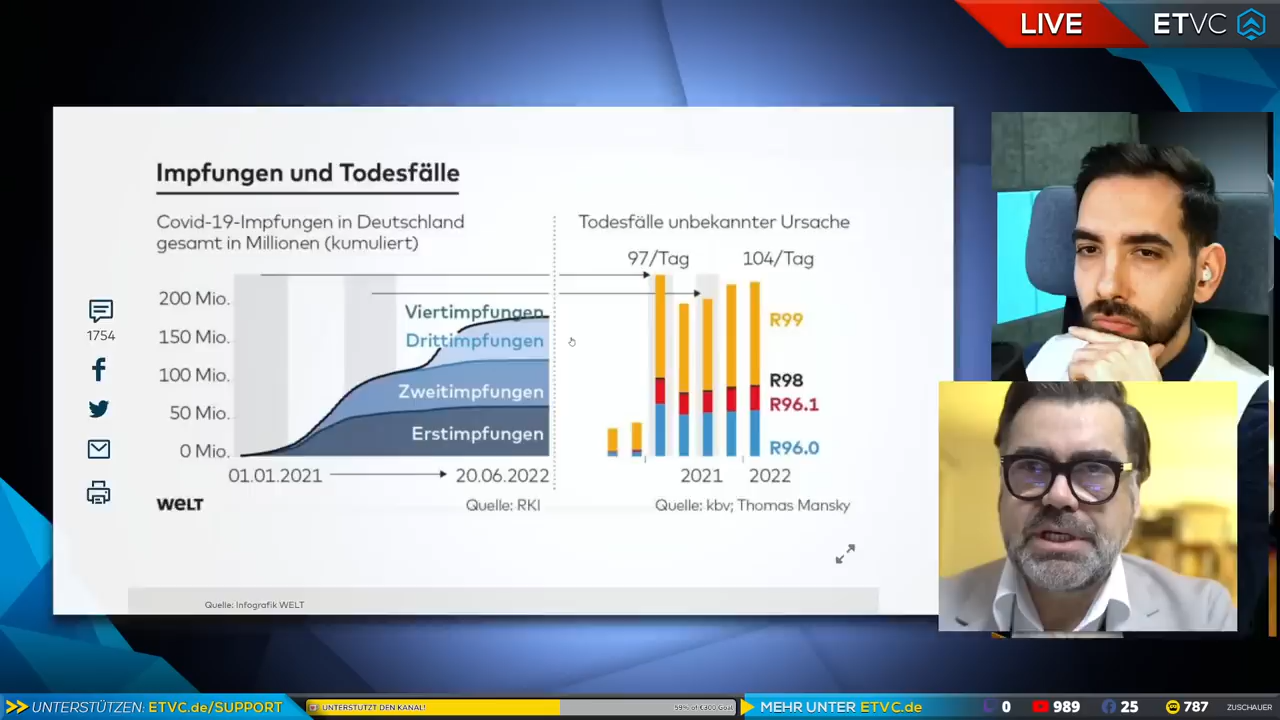 LIVE
ETVC
Impfungen und Todesfälle
Covid-19-Impfungen in Deutschland
gesamt in Millionen (kumuliert)
200 Mio.
150 Mio.
100 Mio.
50 Mio.
0 Mio.
Viertimpfungen
Drittimpfungen
Zweitimpfungen
Erstimpfungen
01.01.2021
20.06.2022
WELT
Quelle: RKI
Todesfälle unbekannter Ursache
97/Tag
104/Tag
R99
R98
R96.1
R96.0
2021
2022
Quelle: kbv; Thomas Mansky
1754
Quelle: Infografik WELT
UNTERSTÜTZEN: ETVC.de/SUPPORT
UNTERSTÜTZT DEN KANAL!
59% of €300 Goal
MEHR UNTER ETVC.de
0
989
25
787
ZUSCHAUER